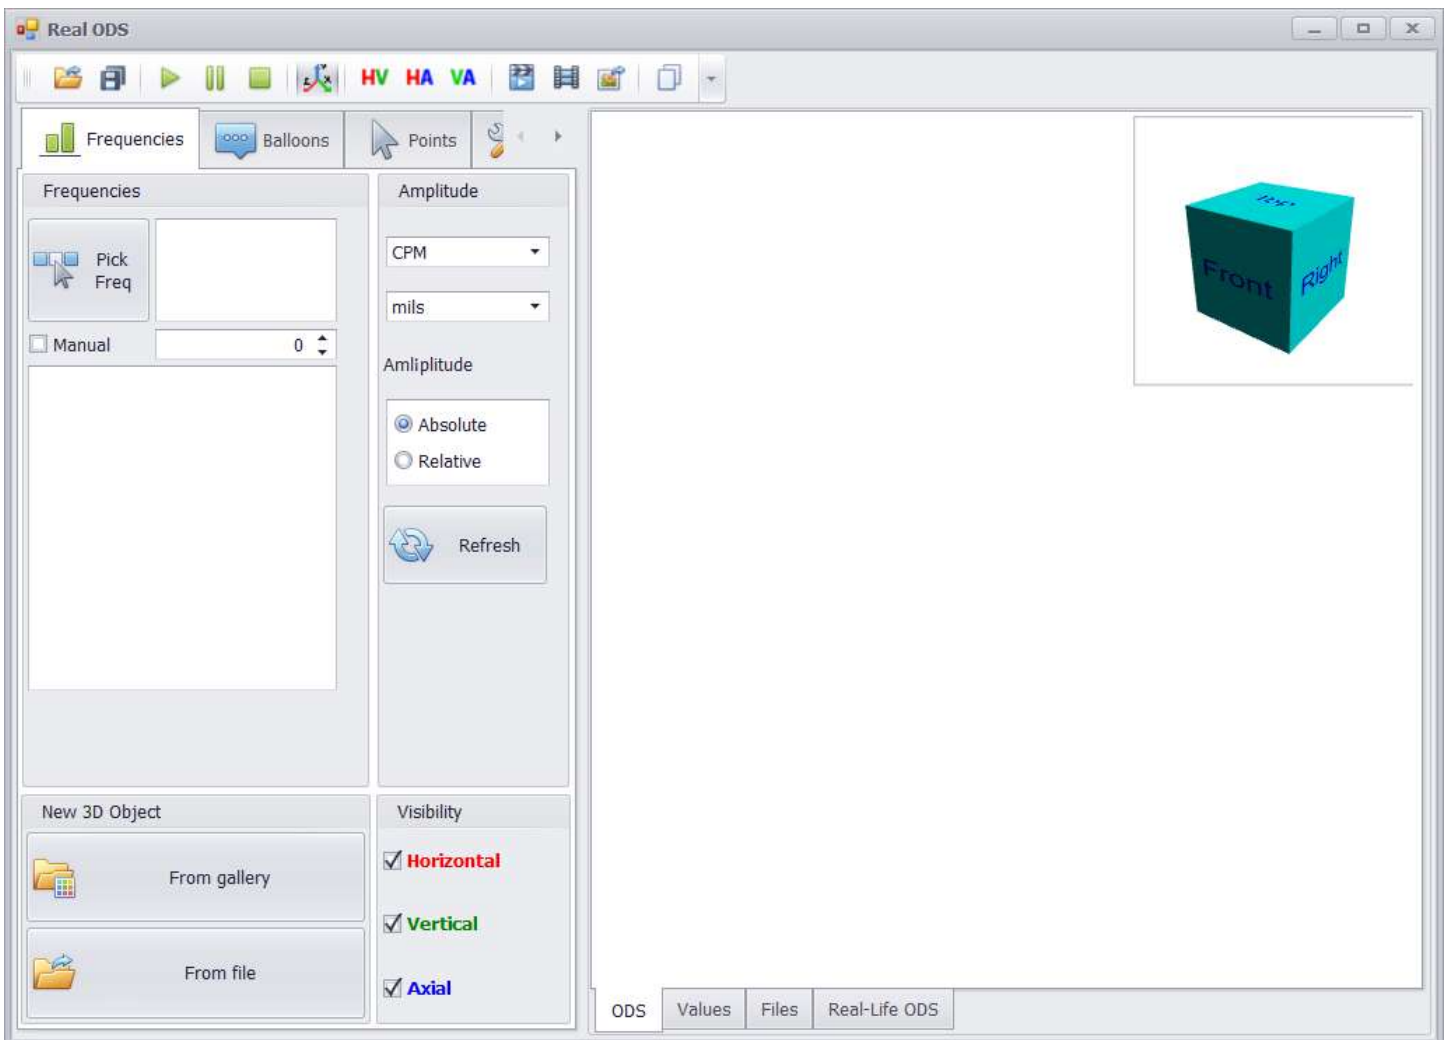 Real ODS
HV HA VA
Frequencies Balloons Points
Frequencies Amplitude
Pick
Freq
CPM
mils
Manual 0
Amliplitude
Absolute
Relative
Refresh
New 3D Object Visibility
From gallery
Horizontal
Vertical
From file
Axial
Top
Front Right
ODS Values Files Real-Life ODS